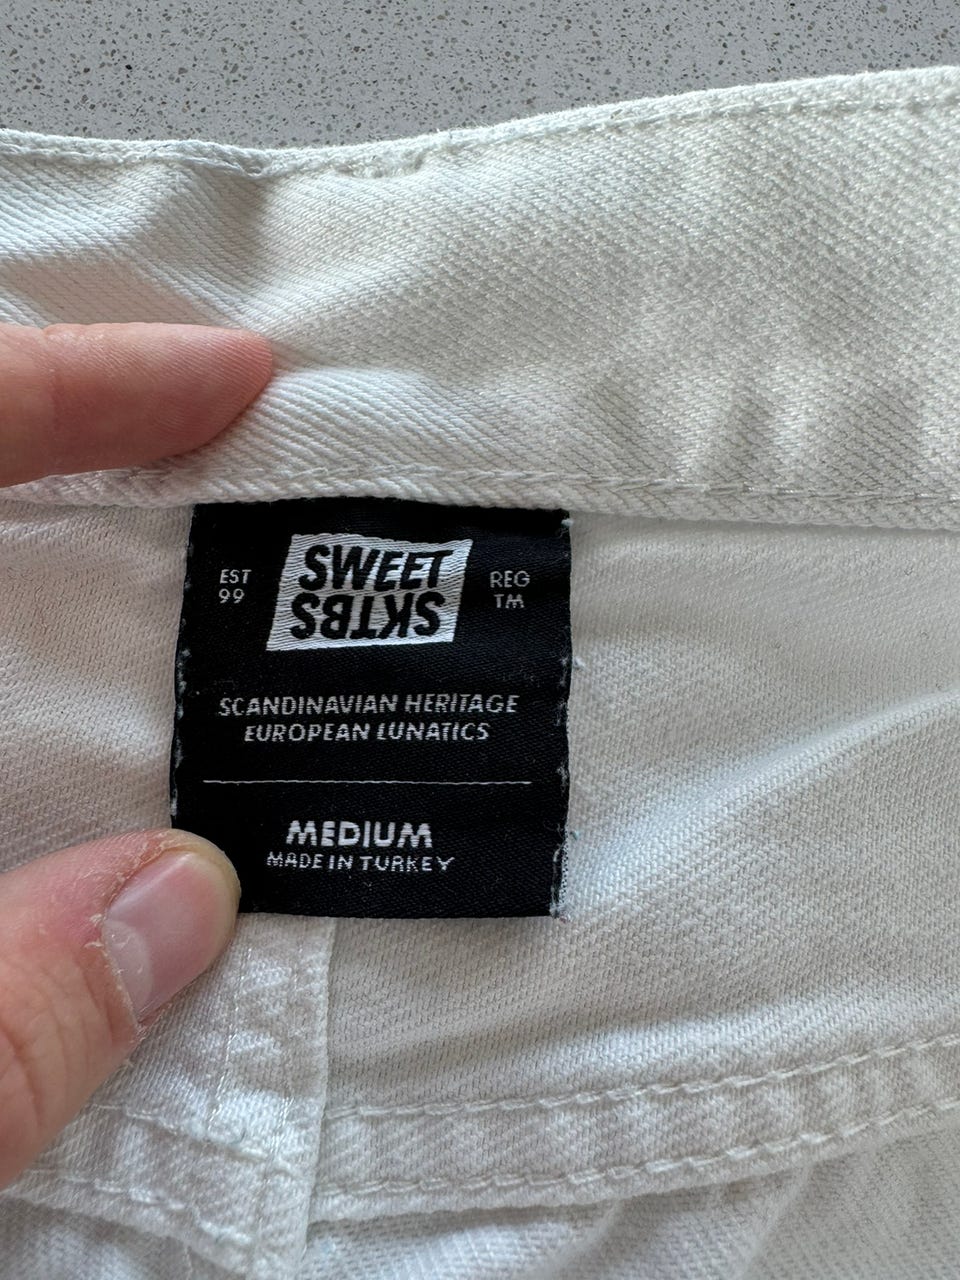 EST
99
SWEET
SKTBS
REG
TM
SCANDINAVIAN HERITAGE
EUROPEAN LUNATICS
MEDIUM
MADE IN TURKEY